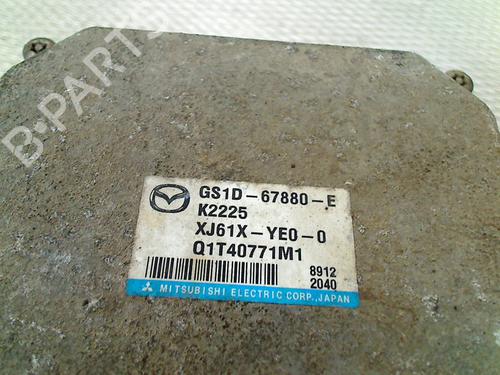 B-PARTS
GS1D-67880-E
K2225
XJ61X-YE0-0
Q1T40771M1
8912
2040
MITSUBISHI ELECTRIC CORP., JAPAN